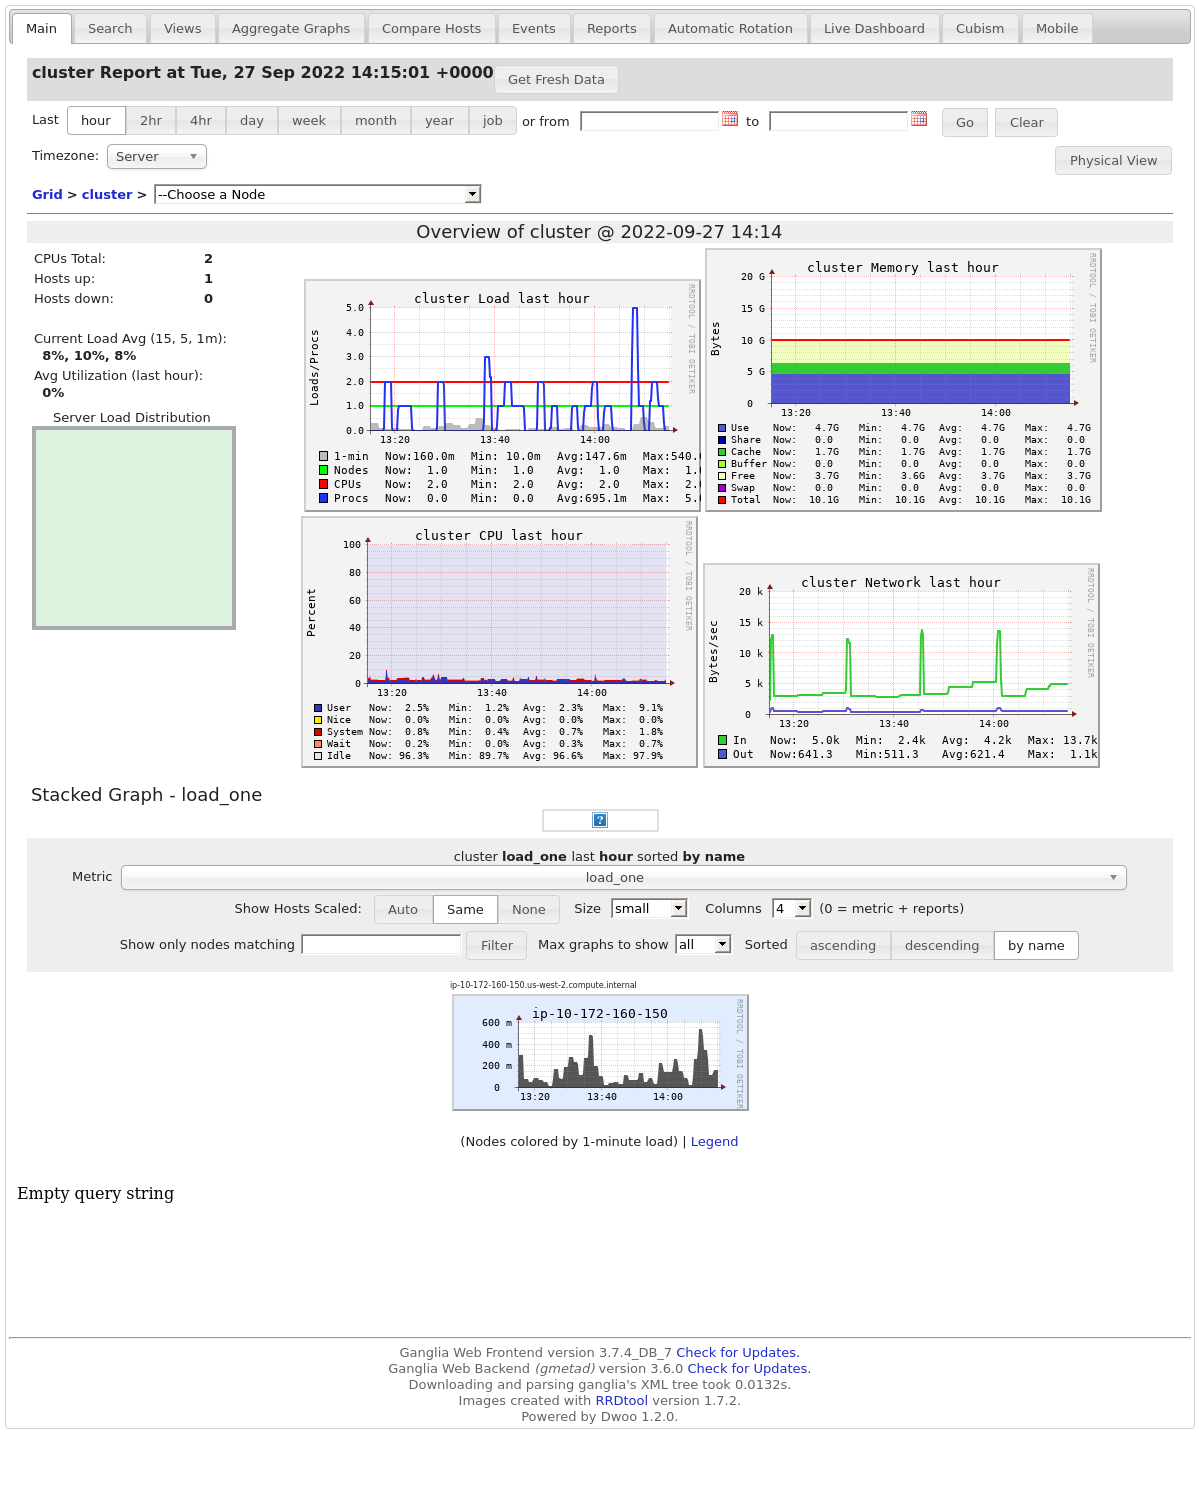 Main Search Views Aggregate Graphs Compare Hosts Events Reports Automatic Rotation Live Dashboard Cubism Mobile
cluster Report at Tue, 27 Sep 2022 14:15:01 +0000 Get Fresh Data
Last hour 2hr 4hr day week month year job or from to Go Clear
Timezone: Server Physical View
Grid > cluster > --Choose a Node
Overview of cluster @ 2022-09-27 14:14
CPUs Total: 2
Hosts up: 1
Hosts down: 0
Current Load Avg (15, 5, 1m):
8%, 10%, 8%
Avg Utilization (last hour):
0%
Server Load Distribution
cluster Load last hour
RRDTOOL / TOBI OETIKER
Loads/Procs
5.0
4.0
3.0
2.0
1.0
0.0
13:20 13:40 14:00
1-min Now:160.0m Min: 10.0m Avg:147.6m Max:540.
Nodes Now: 1.0 Min: 1.0 Avg: 1.0 Max: 1.
CPUs Now: 2.0 Min: 2.0 Avg: 2.0 Max: 2.
Procs Now: 0.0 Min: 0.0 Avg:695.1m Max: 5.
cluster Memory last hour
RRDTOOL / TOBI OETIKER
Bytes
20 G
15 G
10 G
5 G
0
13:20 13:40 14:00
Use Now: 4.7G Min: 4.7G Avg: 4.7G Max: 4.7G
Share Now: 0.0 Min: 0.0 Avg: 0.0 Max: 0.0
Cache Now: 1.7G Min: 1.7G Avg: 1.7G Max: 1.7G
Buffer Now: 0.0 Min: 0.0 Avg: 0.0 Max: 0.0
Free Now: 3.7G Min: 3.6G Avg: 3.7G Max: 3.7G
Swap Now: 0.0 Min: 0.0 Avg: 0.0 Max: 0.0
Total Now: 10.1G Min: 10.1G Avg: 10.1G Max: 10.1G
cluster CPU last hour
RRDTOOL / TOBI OETIKER
Percent
100
80
60
40
20
0
13:20 13:40 14:00
User Now: 2.5% Min: 1.2% Avg: 2.3% Max: 9.1%
Nice Now: 0.0% Min: 0.0% Avg: 0.0% Max: 0.0%
System Now: 0.8% Min: 0.4% Avg: 0.7% Max: 1.8%
Wait Now: 0.2% Min: 0.0% Avg: 0.3% Max: 0.7%
Idle Now: 96.3% Min: 89.7% Avg: 96.6% Max: 97.9%
cluster Network last hour
RRDTOOL / TOBI OETIKER
Bytes/sec
20 k
15 k
10 k
5 k
0
13:20 13:40 14:00
In Now: 5.0k Min: 2.4k Avg: 4.2k Max: 13.7k
Out Now:641.3 Min:511.3 Avg:621.4 Max: 1.1k
Stacked Graph - load_one
?
cluster load_one last hour sorted by name
Metric load_one
Show Hosts Scaled: Auto Same None Size small Columns 4 (0 = metric + reports)
Show only nodes matching Filter Max graphs to show all Sorted ascending descending by name
ip-10-172-160-150.us-west-2.compute.internal
ip-10-172-160-150
RRDTOOL / TOBI OETIKER
600 m
400 m
200 m
0
13:20 13:40 14:00
(Nodes colored by 1-minute load) | Legend
Empty query string
Ganglia Web Frontend version 3.7.4_DB_7 Check for Updates.
Ganglia Web Backend (gmetad) version 3.6.0 Check for Updates.
Downloading and parsing ganglia's XML tree took 0.0132s.
Images created with RRDtool version 1.7.2.
Powered by Dwoo 1.2.0.